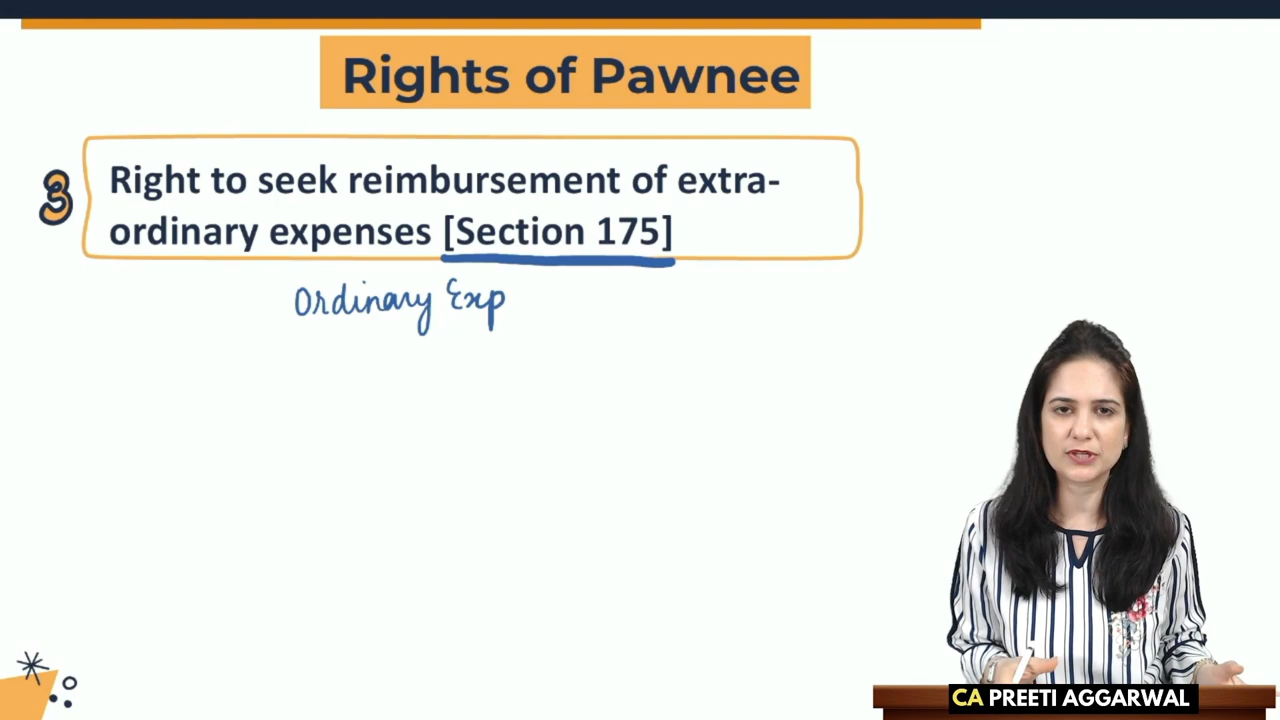 Rights of Pawnee
3
Right to seek reimbursement of extra-
ordinary expenses [Section 175]
Ordinary Exp
CA PREETI AGGARWAL